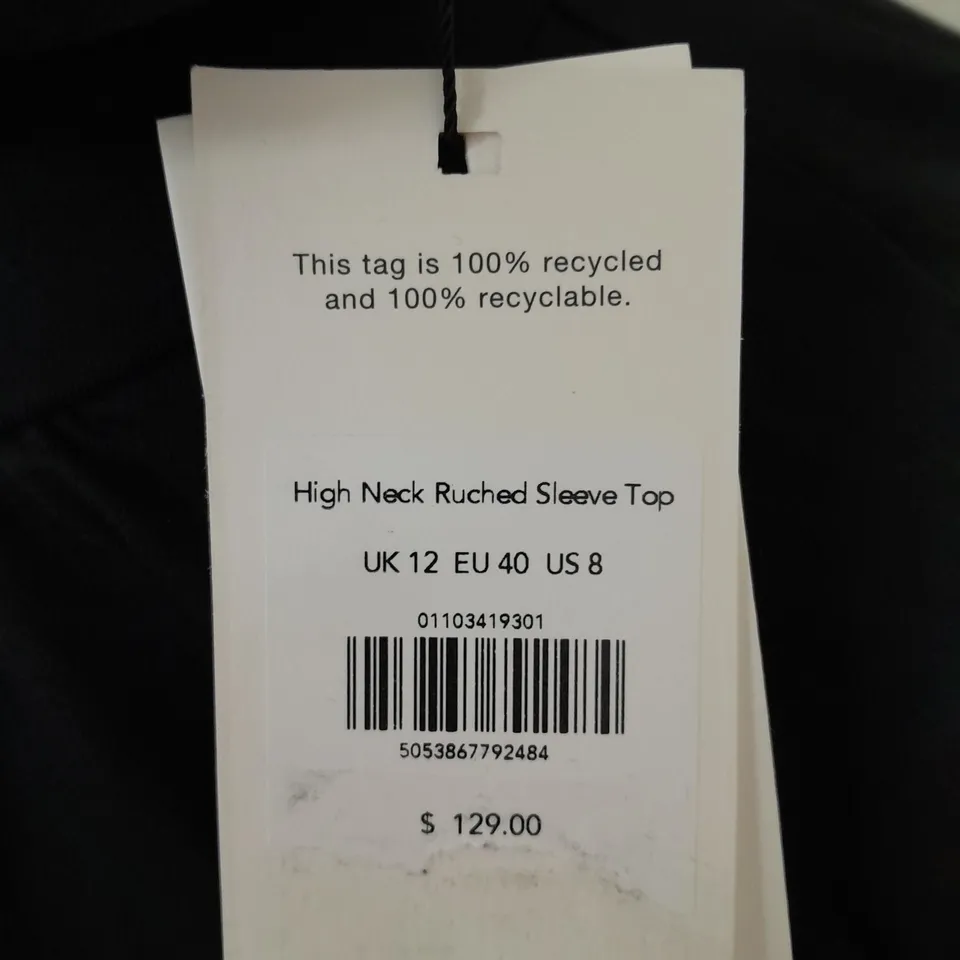 This tag is 100% recycled
and 100% recyclable.
High Neck Ruched Sleeve Top
UK 12 EU 40 US 8
01103419301
5053867792484
$ 129.00